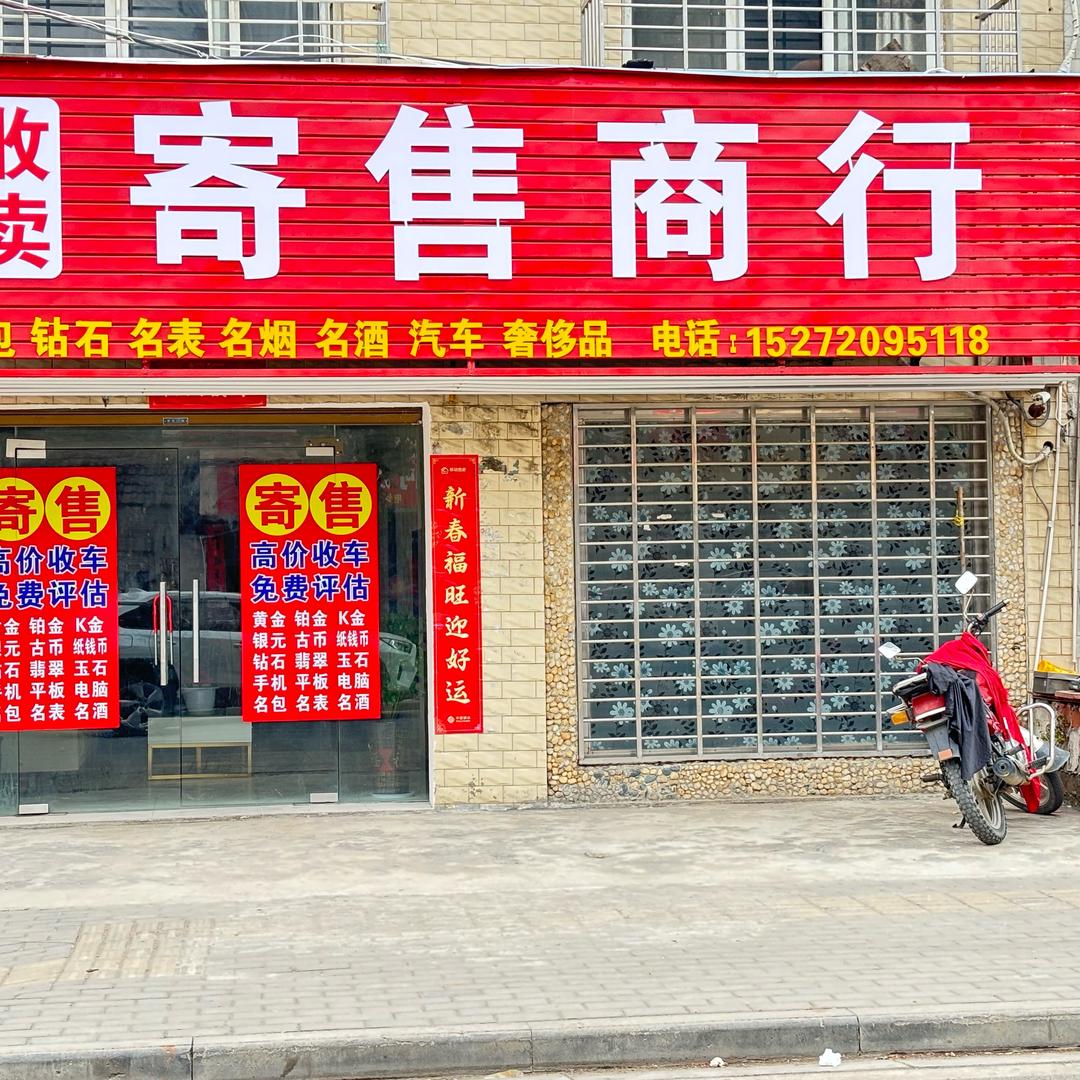 收卖
寄售商行
包 钻石 名表 名烟 名酒 汽车 奢侈品 电话:15272095118
寄售
高价收车
免费评估
黄金 铂金 K金
银元 古币 纸钱币
钻石 翡翠 玉石
手机 平板 电脑
名包 名表 名酒
寄售
高价收车
免费评估
黄金 铂金 K金
银元 古币 纸钱币
钻石 翡翠 玉石
手机 平板 电脑
名包 名表 名酒
新春福旺迎好运